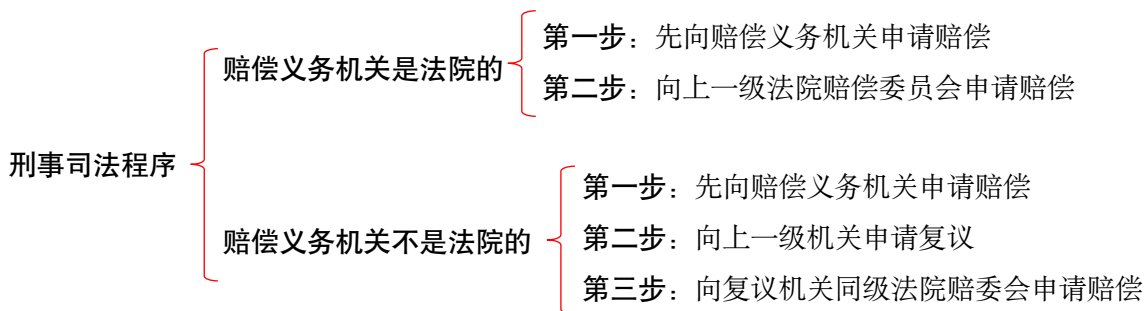 刑事司法程序
赔偿义务机关是法院的
第一步：先向赔偿义务机关申请赔偿
第二步：向上一级法院赔偿委员会申请赔偿
赔偿义务机关不是法院的
第一步：先向赔偿义务机关申请赔偿
第二步：向上一级机关申请复议
第三步：向复议机关同级法院赔委会申请赔偿